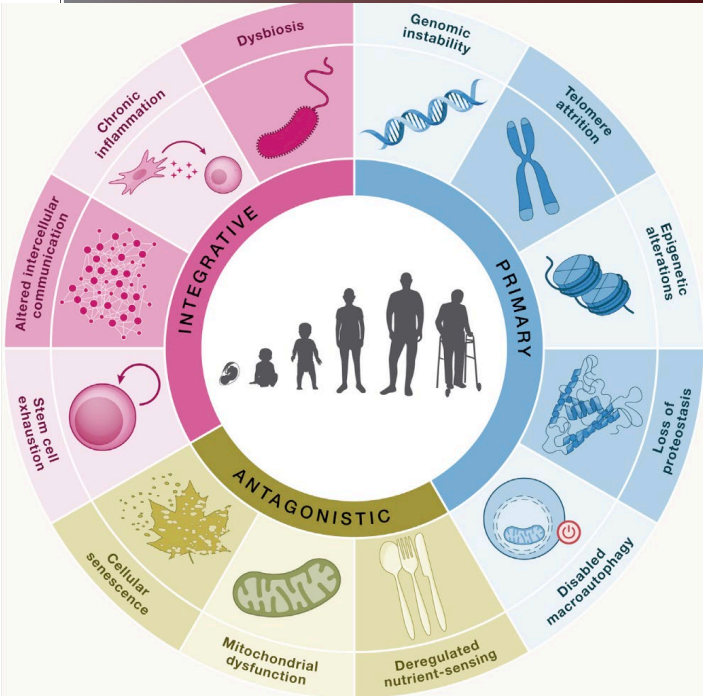 Dysbiosis
Genomic
instability
Telomere
attrition
Epigenetic
alterations
Loss of
proteostasis
Disabled
macroautophagy
Deregulated
nutrient-sensing
Mitochondrial
dysfunction
Cellular
senescence
Stem cell
exhaustion
Altered intercellular
communication
Chronic
inflammation
INTEGRATIVE
PRIMARY
ANTAGONISTIC